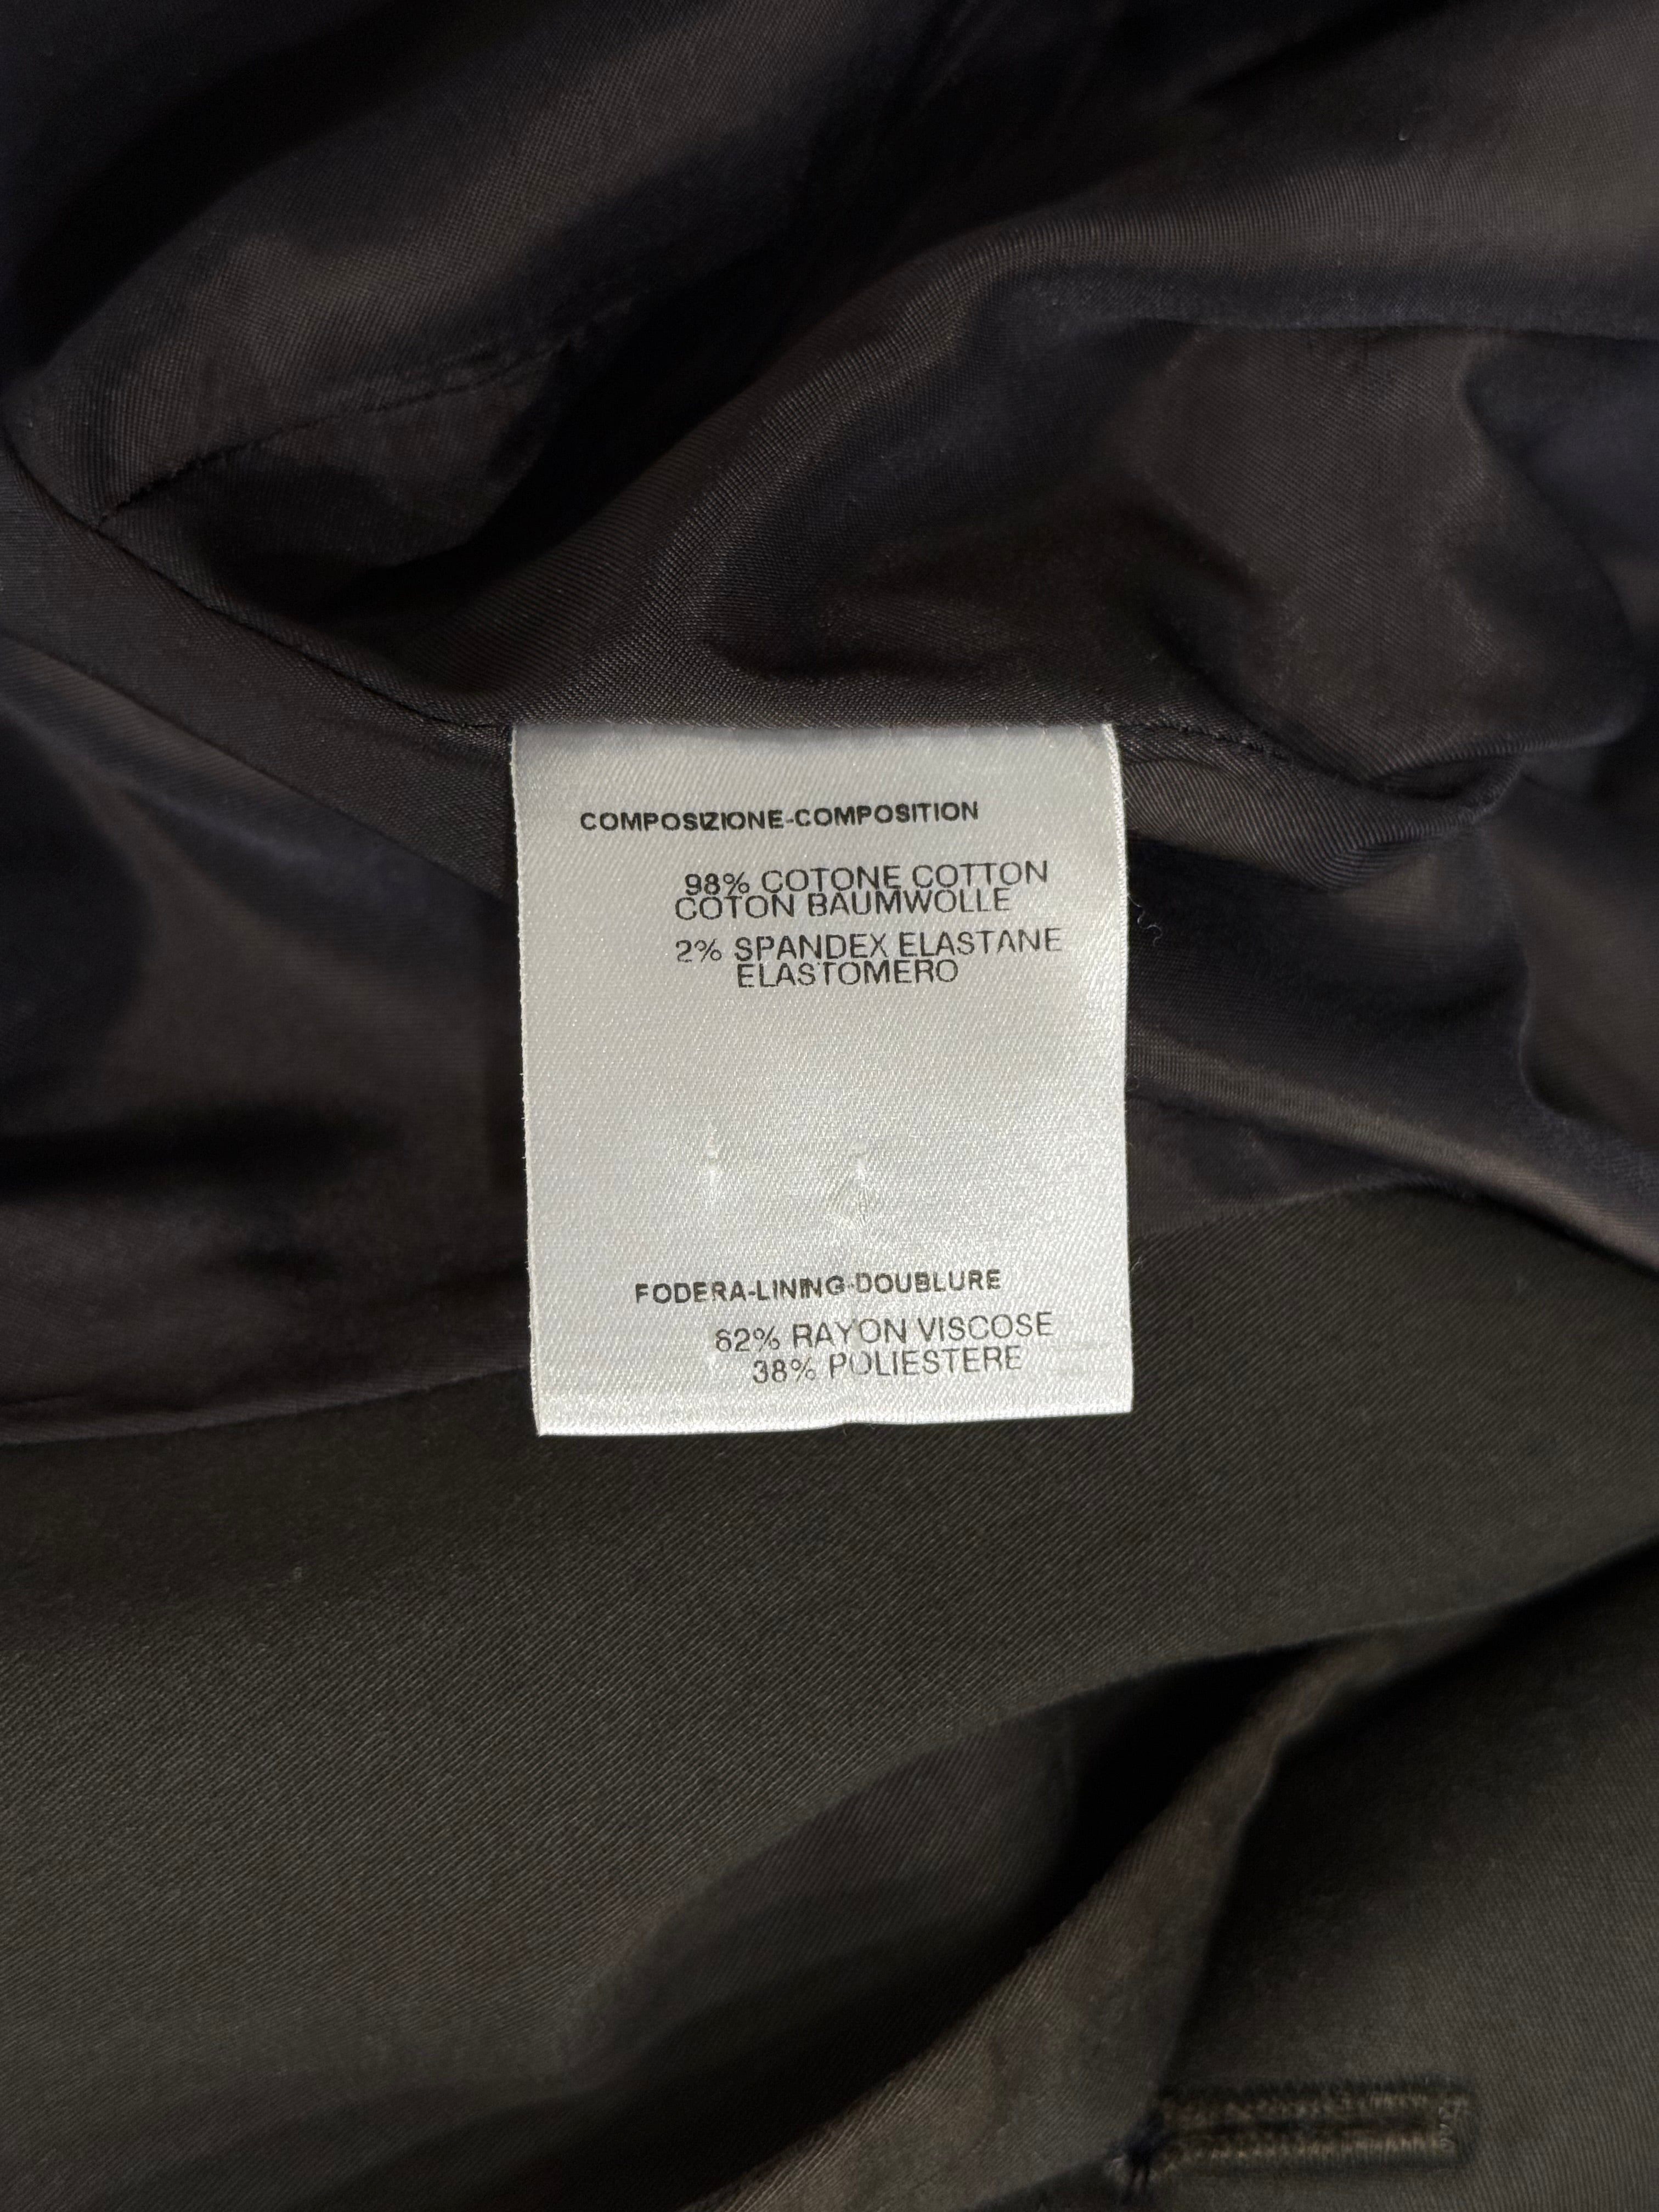 COMPOSIZIONE-COMPOSITION
98% COTONE COTTON
COTON BAUMWOLLE
2% SPANDEX ELASTANE
ELASTOMERO
FODERA-LINING-DOUBLURE
62% RAYON VISCOSE
38% POLIESTERE